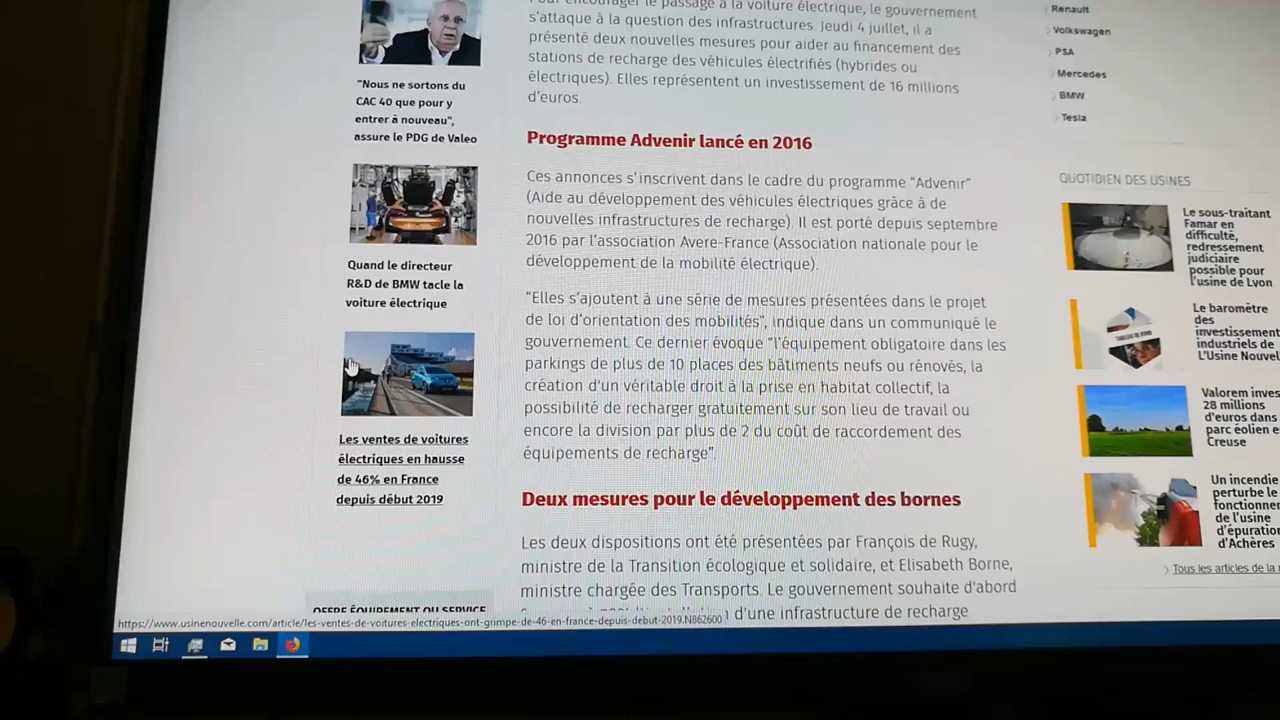 "Nous ne sortons du
CAC 40 que pour y
entrer à nouveau",
assure le PDG de Valeo
Quand le directeur
R&D de BMW tacle la
voiture électrique
Les ventes de voitures
électriques en hausse
de 46% en France
depuis début 2019
OFFRE ÉQUIPEMENT OU SERVICE
Pour encourager le passage à la voiture électrique, le gouvernement
s'attaque à la question des infrastructures. Jeudi 4 juillet, il a
présenté deux nouvelles mesures pour aider au financement des
stations de recharge des véhicules électrifiés (hybrides ou
électriques). Elles représentent un investissement de 16 millions
d'euros.
Programme Advenir lancé en 2016
Ces annonces s'inscrivent dans le cadre du programme "Advenir"
(Aide au développement des véhicules électriques grâce à de
nouvelles infrastructures de recharge). Il est porté depuis septembre
2016 par l'association Avere-France (Association nationale pour le
développement de la mobilité électrique).
"Elles s'ajoutent à une série de mesures présentées dans le projet
de loi d'orientation des mobilités", indique dans un communiqué le
gouvernement. Ce dernier évoque "l'équipement obligatoire dans les
parkings de plus de 10 places des bâtiments neufs ou rénovés, la
création d'un véritable droit à la prise en habitat collectif, la
possibilité de recharger gratuitement sur son lieu de travail ou
encore la division par plus de 2 du coût de raccordement des
équipements de recharge".
Deux mesures pour le développement des bornes
Les deux dispositions ont été présentées par François de Rugy,
ministre de la Transition écologique et solidaire, et Elisabeth Borne,
ministre chargée des Transports. Le gouvernement souhaite d'abord
d'une infrastructure de recharge
Renault
Volkswagen
PSA
Mercedes
BMW
Tesla
QUOTIDIEN DES USINES
Le sous-traitant
Famar en
difficulté,
redressement
judiciaire
possible pour
l'usine de Lyon
Le baromètre
des
investissement
industriels de
L'Usine Nouvel
Valorem inves
28 millions
d'euros dans
parc éolien e
Creuse
Un incendie
perturbe le
fonctionner
de l'usine
d'épuration
d'Achères
Tous les articles de la
https://www.usinenouvelle.com/article/les-ventes-de-voitures-electriques-ont-grimpe-de-46-en-france-depuis-debut-2019.N862600